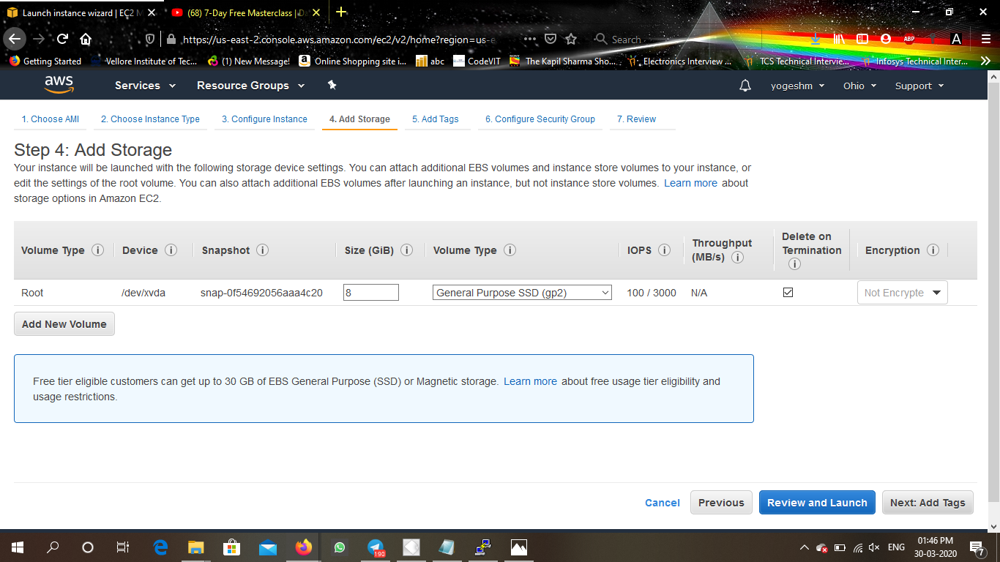 Launch instance wizard | EC2 M
(68) 7-Day Free Masterclass | Da
https://us-east-2.console.aws.amazon.com/ec2/v2/home?region=us-e
Search
ABP
A
Getting Started
Vellore Institute of Tec...
(1) New Message!
Online Shopping site i...
abc
CodeVIT
The Kapil Sharma Sho...
Electronics Interview ...
TCS Technical Intervie...
Infosys Technical Inter...
aws
Services
Resource Groups
yogeshm
Ohio
Support
1. Choose AMI
2. Choose Instance Type
3. Configure Instance
4. Add Storage
5. Add Tags
6. Configure Security Group
7. Review
Step 4: Add Storage
Your instance will be launched with the following storage device settings. You can attach additional EBS volumes and instance store volumes to your instance, or
edit the settings of the root volume. You can also attach additional EBS volumes after launching an instance, but not instance store volumes. Learn more about
storage options in Amazon EC2.
Volume Type
Device
Snapshot
Size (GiB)
Volume Type
IOPS
Throughput
(MB/s)
Delete on
Termination
Encryption
Root
/dev/xvda
snap-0f54692056aaa4c20
8
General Purpose SSD (gp2)
100 / 3000
N/A
Not Encrypte
Add New Volume
Free tier eligible customers can get up to 30 GB of EBS General Purpose (SSD) or Magnetic storage. Learn more about free usage tier eligibility and
usage restrictions.
Cancel
Previous
Review and Launch
Next: Add Tags
190
ENG
01:46 PM
30-03-2020
7